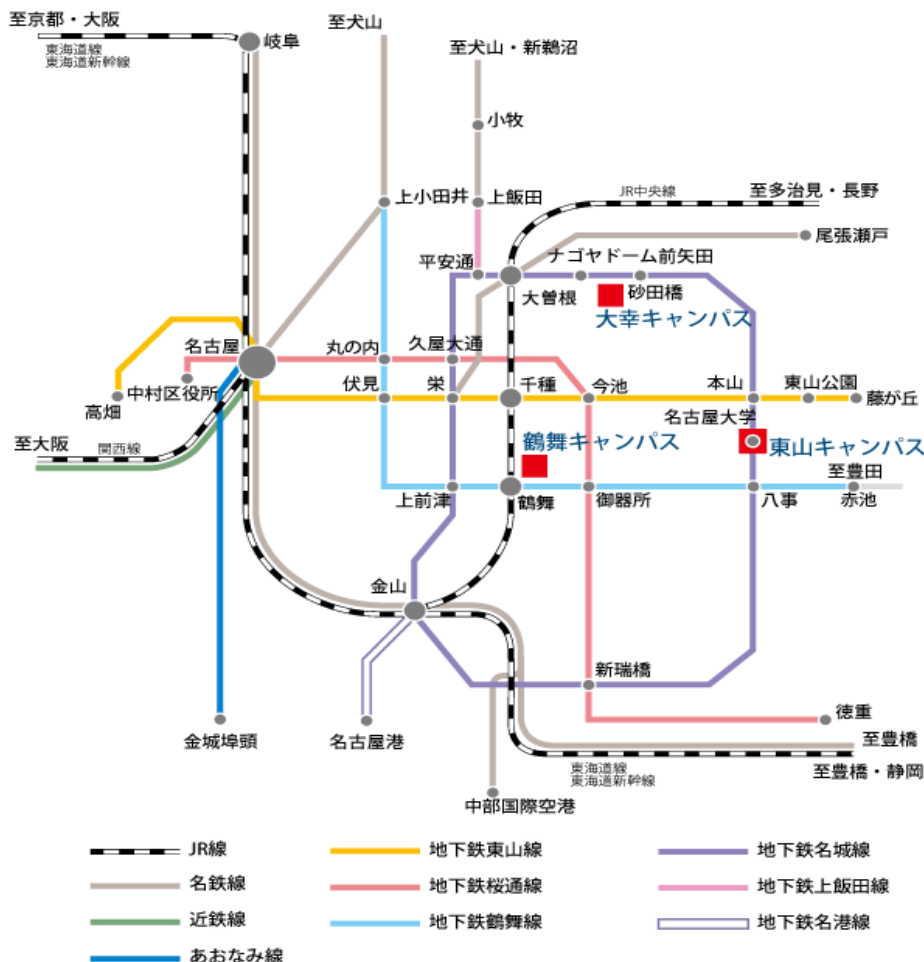 至京都・大阪
東海道線
東海道新幹線
岐阜
至犬山
至犬山・新鵜沼
小牧
上小田井
上飯田
JR中央線
至多治見・長野
尾張瀬戸
平安通
ナゴヤドーム前矢田
大曽根
砂田橋
大幸キャンパス
名古屋
丸の内
久屋大通
中村区役所
高畑
伏見
栄
千種
今池
本山
東山公園
藤が丘
名古屋大学
至大阪
関西線
鶴舞キャンパス
東山キャンパス
至豊田
上前津
鶴舞
御器所
八事
赤池
金山
新瑞橋
金城埠頭
名古屋港
徳重
至豊橋
東海道線
東海道新幹線
至豊橋・静岡
中部国際空港
JR線
地下鉄東山線
地下鉄名城線
名鉄線
地下鉄桜通線
地下鉄上飯田線
近鉄線
地下鉄鶴舞線
地下鉄名港線
あおなみ線